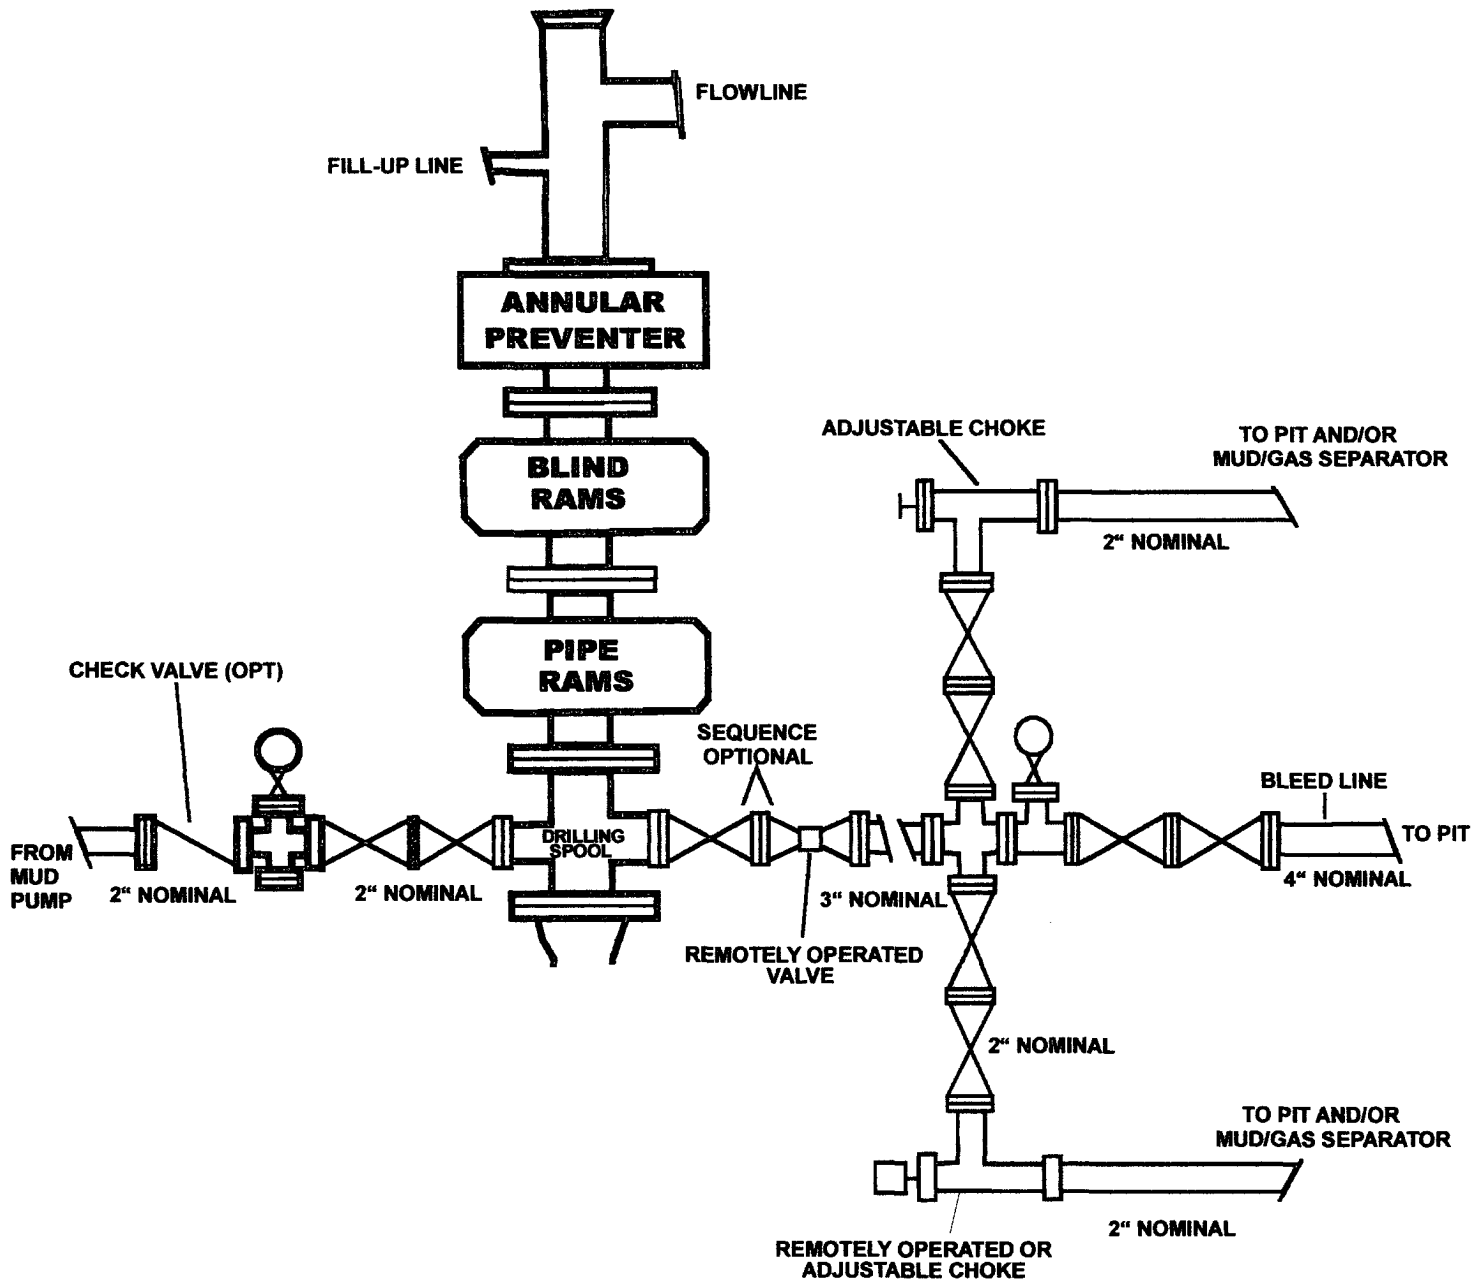 FLOWLINE
FILL-UP LINE
ANNULAR
PREVENTER
BLIND
RAMS
PIPE
RAMS
ADJUSTABLE CHOKE
TO PIT AND/OR
MUD/GAS SEPARATOR
2“ NOMINAL
CHECK VALVE (OPT)
SEQUENCE
OPTIONAL
BLEED LINE
FROM
MUD
PUMP
2“ NOMINAL
2“ NOMINAL
DRILLING
SPOOL
3“ NOMINAL
TO PIT
4“ NOMINAL
REMOTELY OPERATED
VALVE
2“ NOMINAL
TO PIT AND/OR
MUD/GAS SEPARATOR
2“ NOMINAL
REMOTELY OPERATED OR
ADJUSTABLE CHOKE